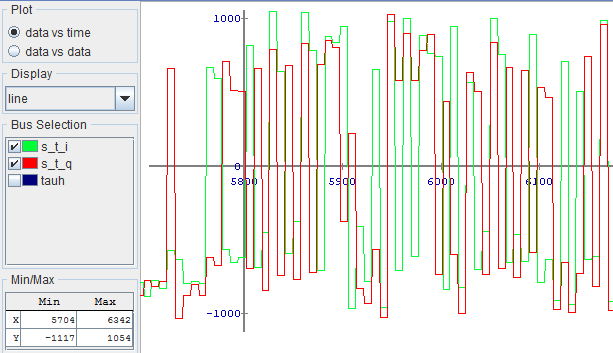 Plot
data vs time
data vs data
Display
line
Bus Selection
s_t_i
s_t_q
tauh
Min/Max
Min Max
X 5704 6342
Y -1117 1054
1000
0
5800 5900 6000 6100
-1000